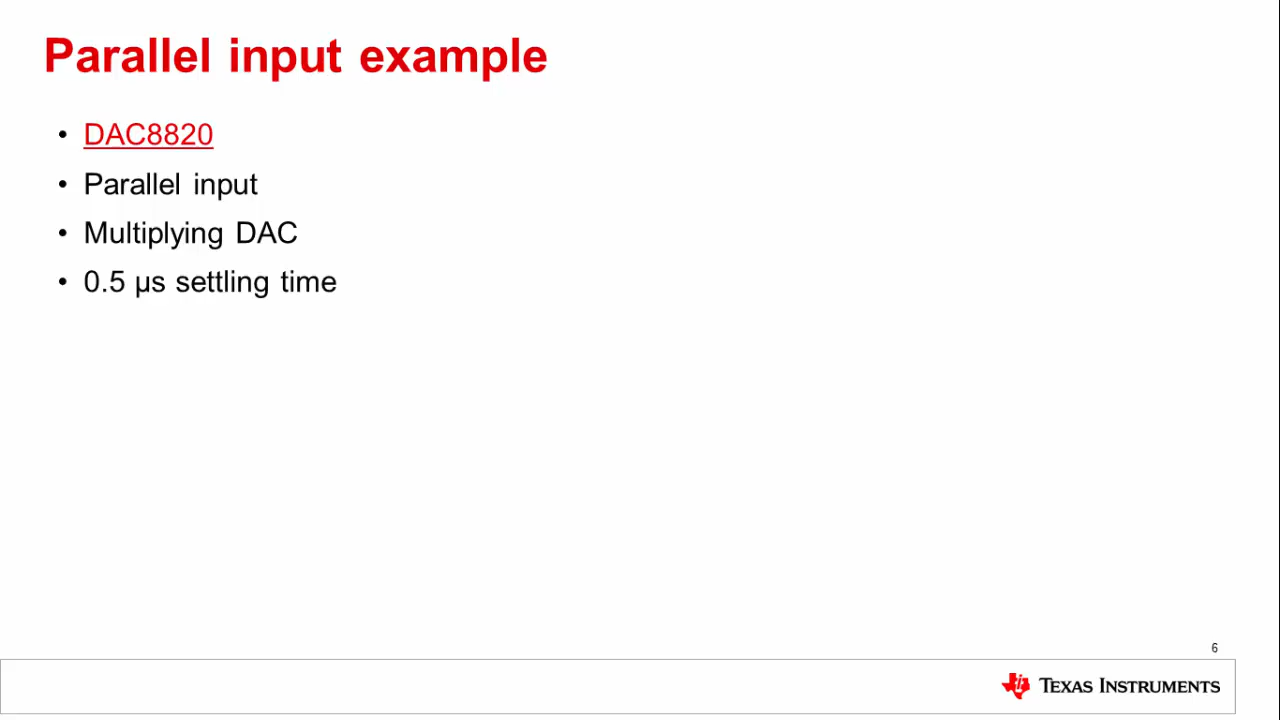 Parallel input example
• DAC8820
• Parallel input
• Multiplying DAC
• 0.5 µs settling time
6
TEXAS INSTRUMENTS